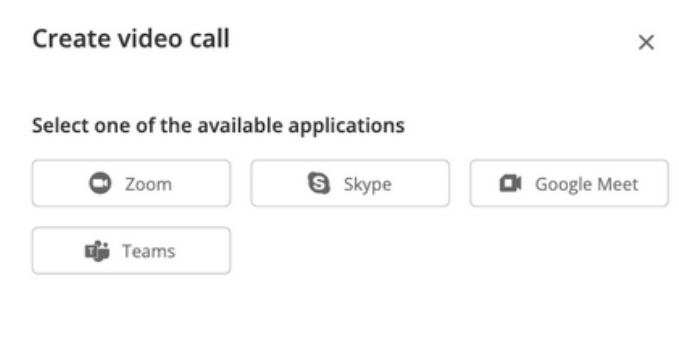 Create video call
Select one of the available applications
Zoom
Skype
Google Meet
Teams